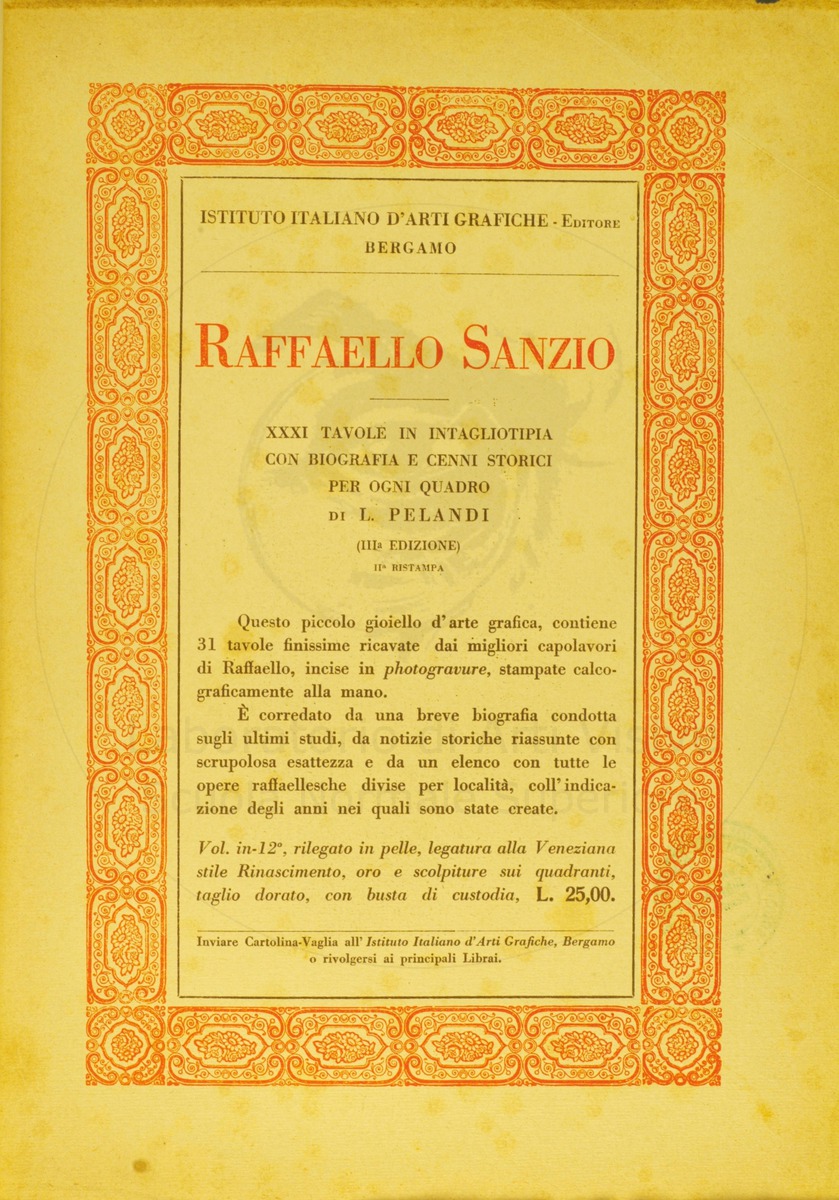 ISTITUTO ITALIANO D'ARTI GRAFICHE - EDITORE
BERGAMO
RAFFAELLO SANZIO
XXXI TAVOLE IN INTAGLIOTIPIA
CON BIOGRAFIA E CENNI STORICI
PER OGNI QUADRO
DI L. PELANDI
(IIIa EDIZIONE)
IIa RISTAMPA
Questo piccolo gioiello d'arte grafica, contiene
31 tavole finissime ricavate dai migliori capolavori
di Raffaello, incise in photogravure, stampate calco-
graficamente alla mano.
È corredato da una breve biografia condotta
sugli ultimi studi, da notizie storiche riassunte con
scrupolosa esattezza e da un elenco con tutte le
opere raffaellesche divise per località, coll'indica-
zione degli anni nei quali sono state create.
Vol. in-12º, rilegato in pelle, legatura alla Veneziana
stile Rinascimento, oro e scolpiture sui quadranti,
taglio dorato, con busta di custodia, L. 25,00.
Inviare Cartolina-Vaglia all'Istituto Italiano d'Arti Grafiche, Bergamo
o rivolgersi ai principali Librai.